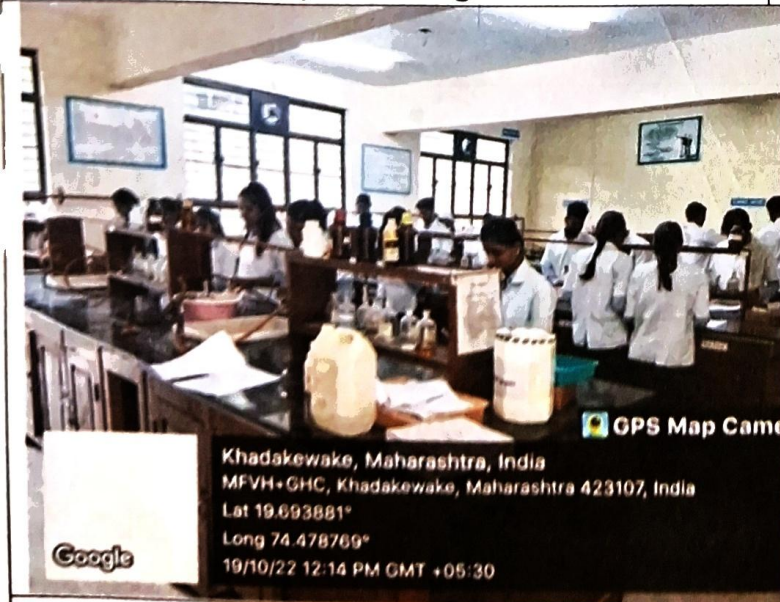 GPS Map Came
Khadakewake, Maharashtra, India
MFVH+GHC, Khadakewake, Maharashtra 423107, India
Lat 19.693881°
Long 74.478769°
19/10/22 12:14 PM GMT +05:30
Google